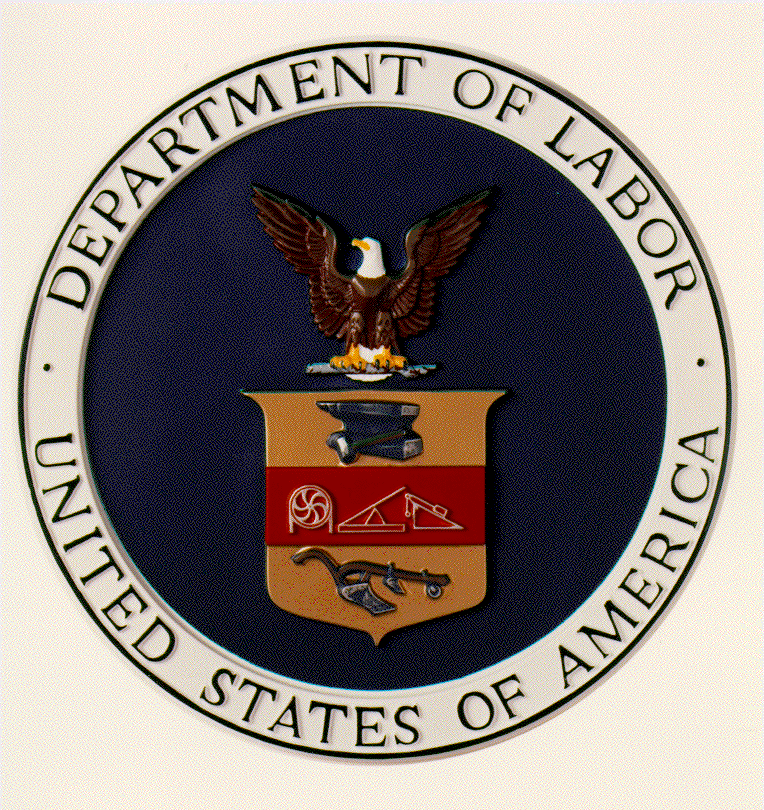 DEPARTMENT OF LABOR
UNITED STATES OF AMERICA